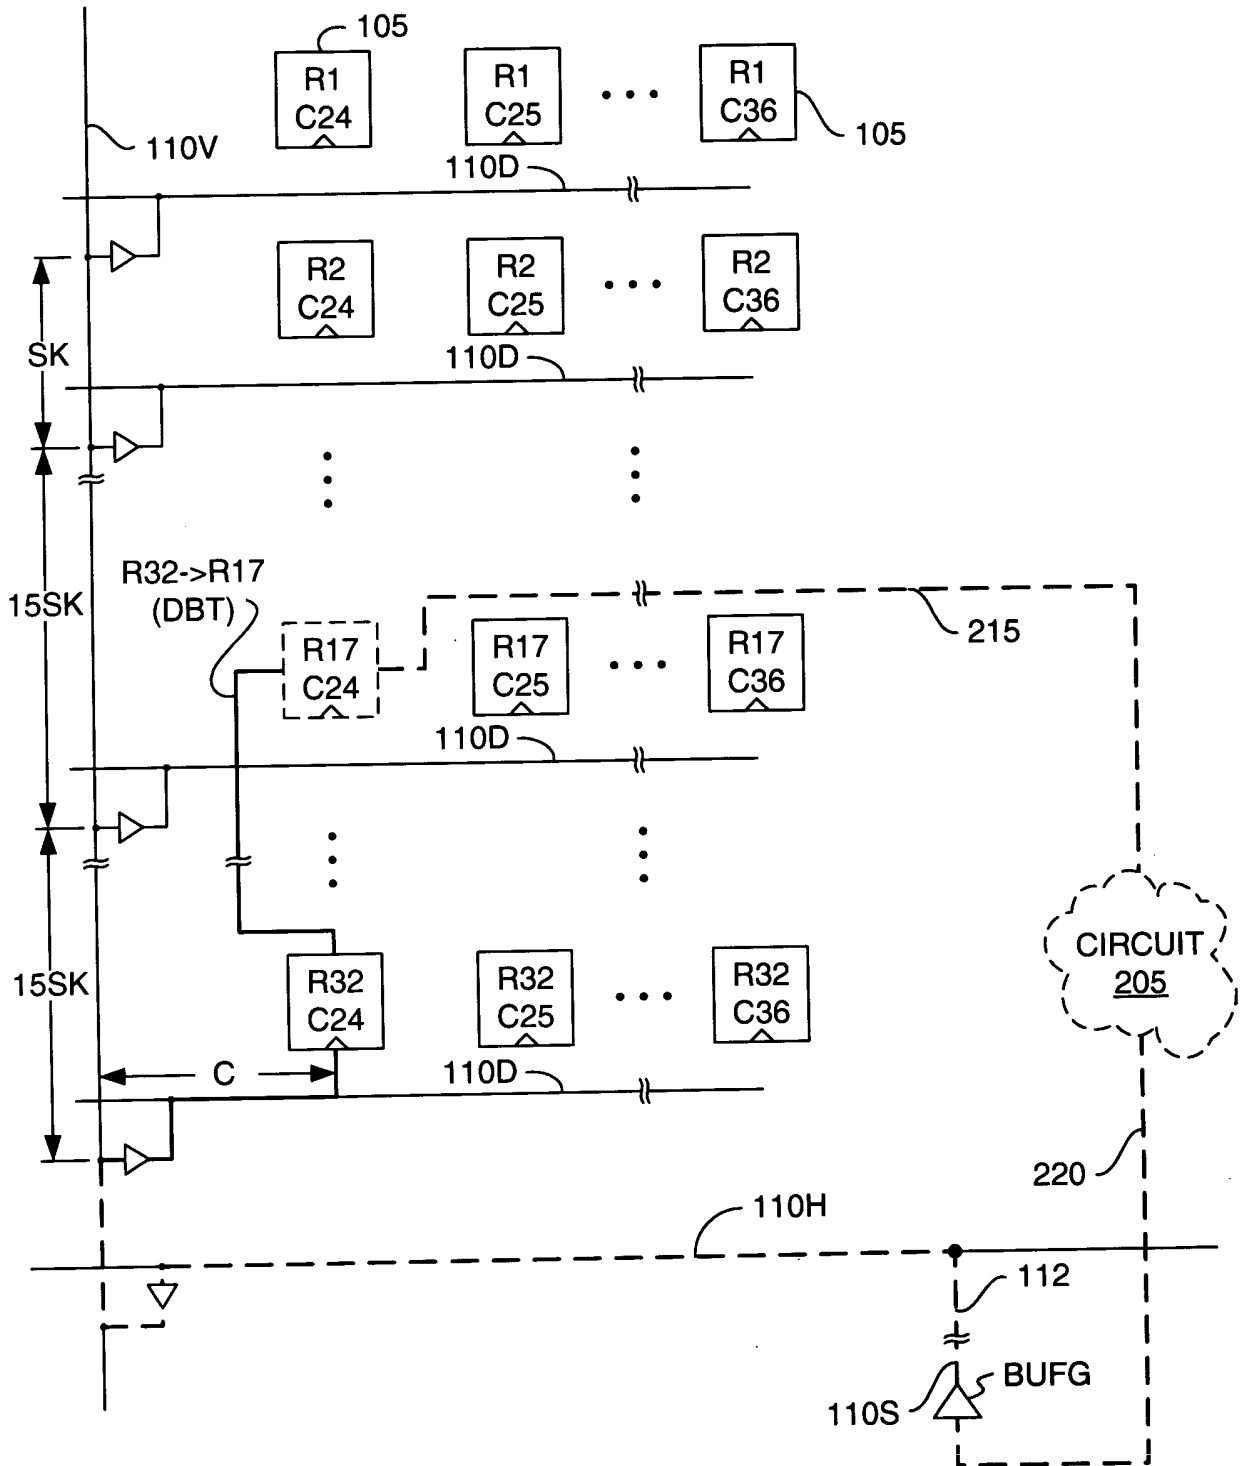 105
R1
C24
R1
C25
R1
C36
105
110V
110D
R2
C24
R2
C25
R2
C36
SK
110D
R32->R17
(DBT)
15SK
215
R17
C24
R17
C25
R17
C36
110D
CIRCUIT
205
15SK
R32
C24
R32
C25
R32
C36
C
110D
220
110H
112
BUFG
110S